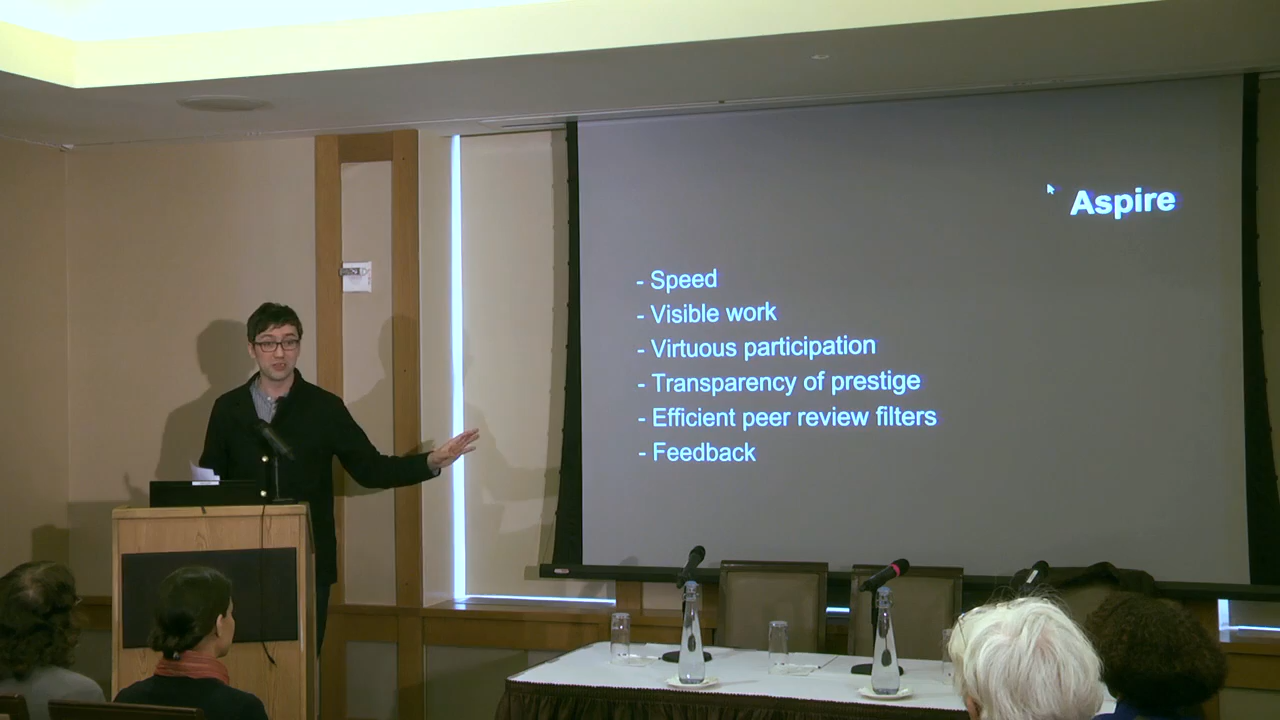 Aspire
- Speed
- Visible work
- Virtuous participation
- Transparency of prestige
- Efficient peer review filters
- Feedback